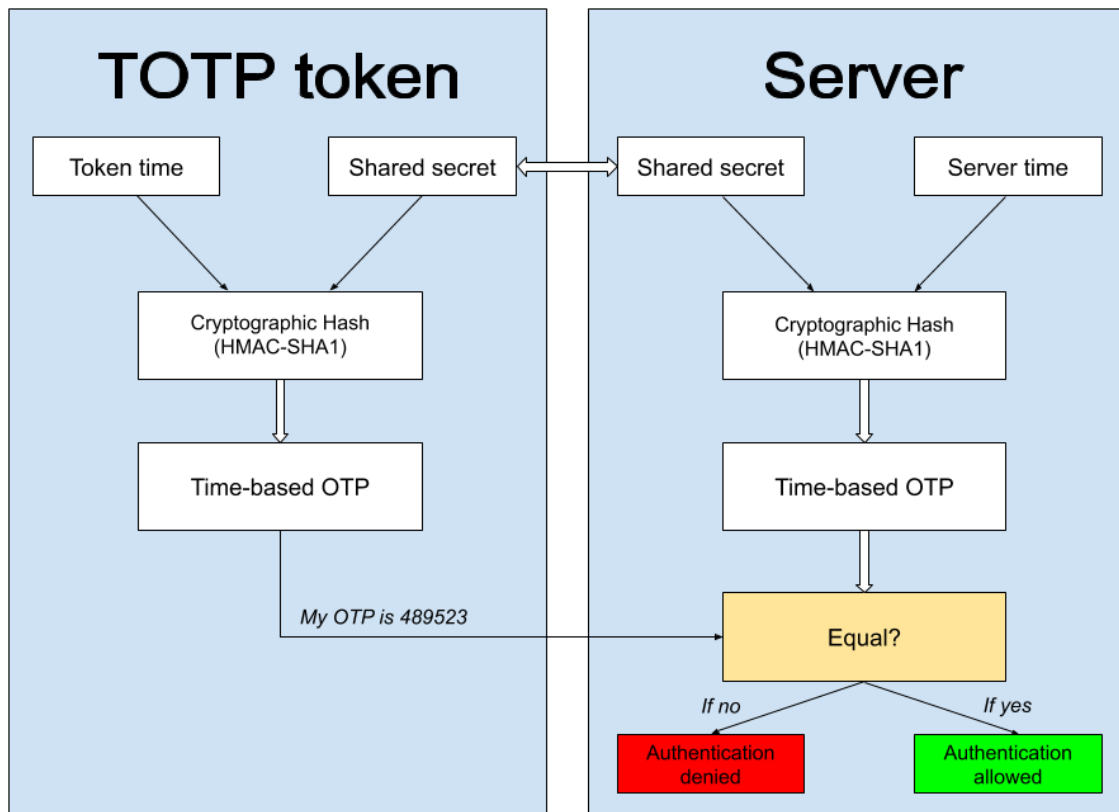 TOTP token
Token time
Shared secret
Cryptographic Hash
(HMAC-SHA1)
Time-based OTP
My OTP is 489523
Server
Shared secret
Server time
Cryptographic Hash
(HMAC-SHA1)
Time-based OTP
Equal?
If no
If yes
Authentication
denied
Authentication
allowed